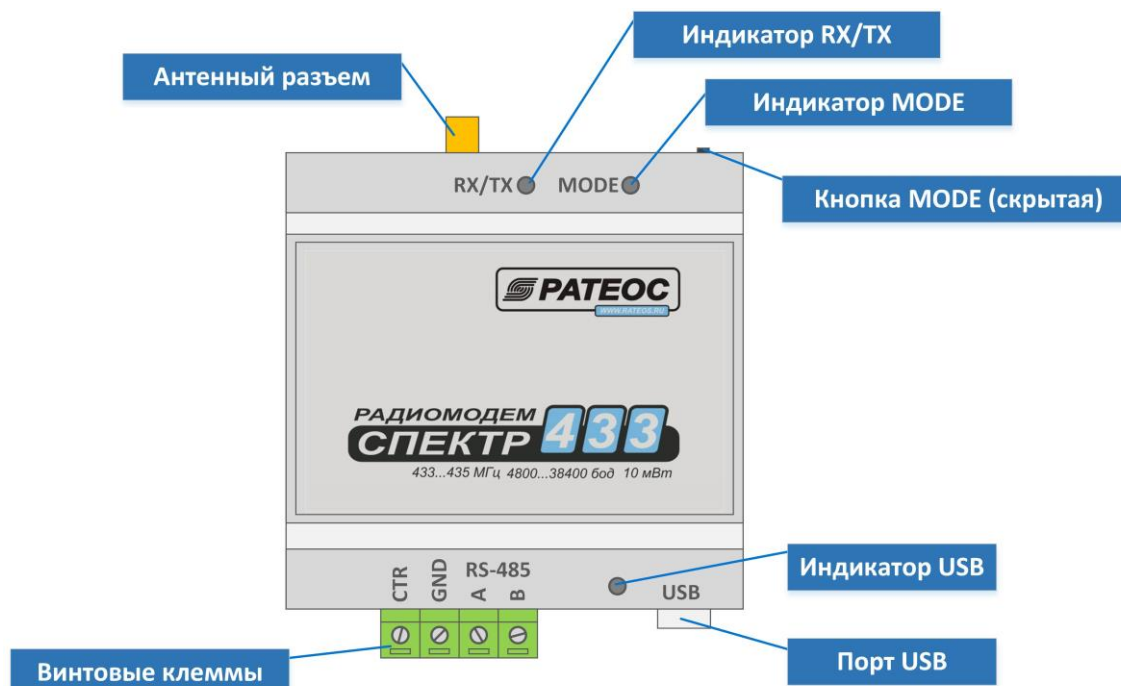 Индикатор RX/TX
Антенный разъем
Индикатор MODE
RX/TX
MODE
Кнопка MODE (скрытая)
РАТЕОС
WWW.RATEOS.RU
РАДИОМОДЕМ
СПЕКТР 433
433...435 МГц 4800...38400 бод 10 мВт
Индикатор USB
CTR
GND
RS-485
A
B
USB
Винтовые клеммы
Порт USB